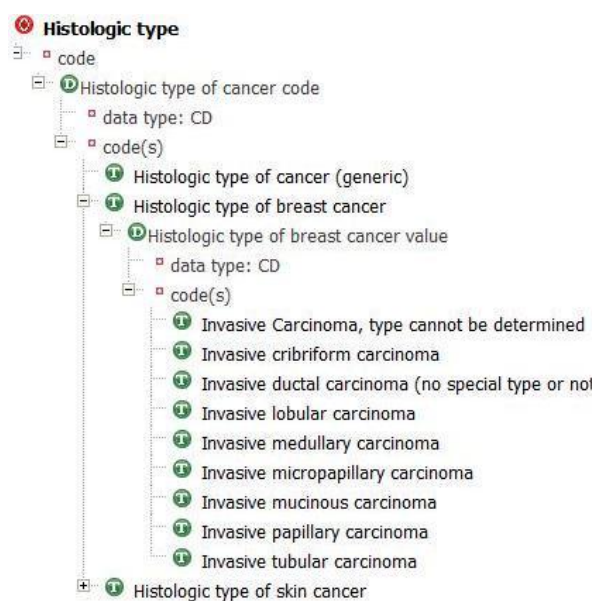 Histologic type
code
Histologic type of cancer code
data type: CD
code(s)
Histologic type of cancer (generic)
Histologic type of breast cancer
Histologic type of breast cancer value
data type: CD
code(s)
Invasive Carcinoma, type cannot be determined
Invasive cribriform carcinoma
Invasive ductal carcinoma (no special type or not
Invasive lobular carcinoma
Invasive medullary carcinoma
Invasive micropapillary carcinoma
Invasive mucinous carcinoma
Invasive papillary carcinoma
Invasive tubular carcinoma
Histologic type of skin cancer